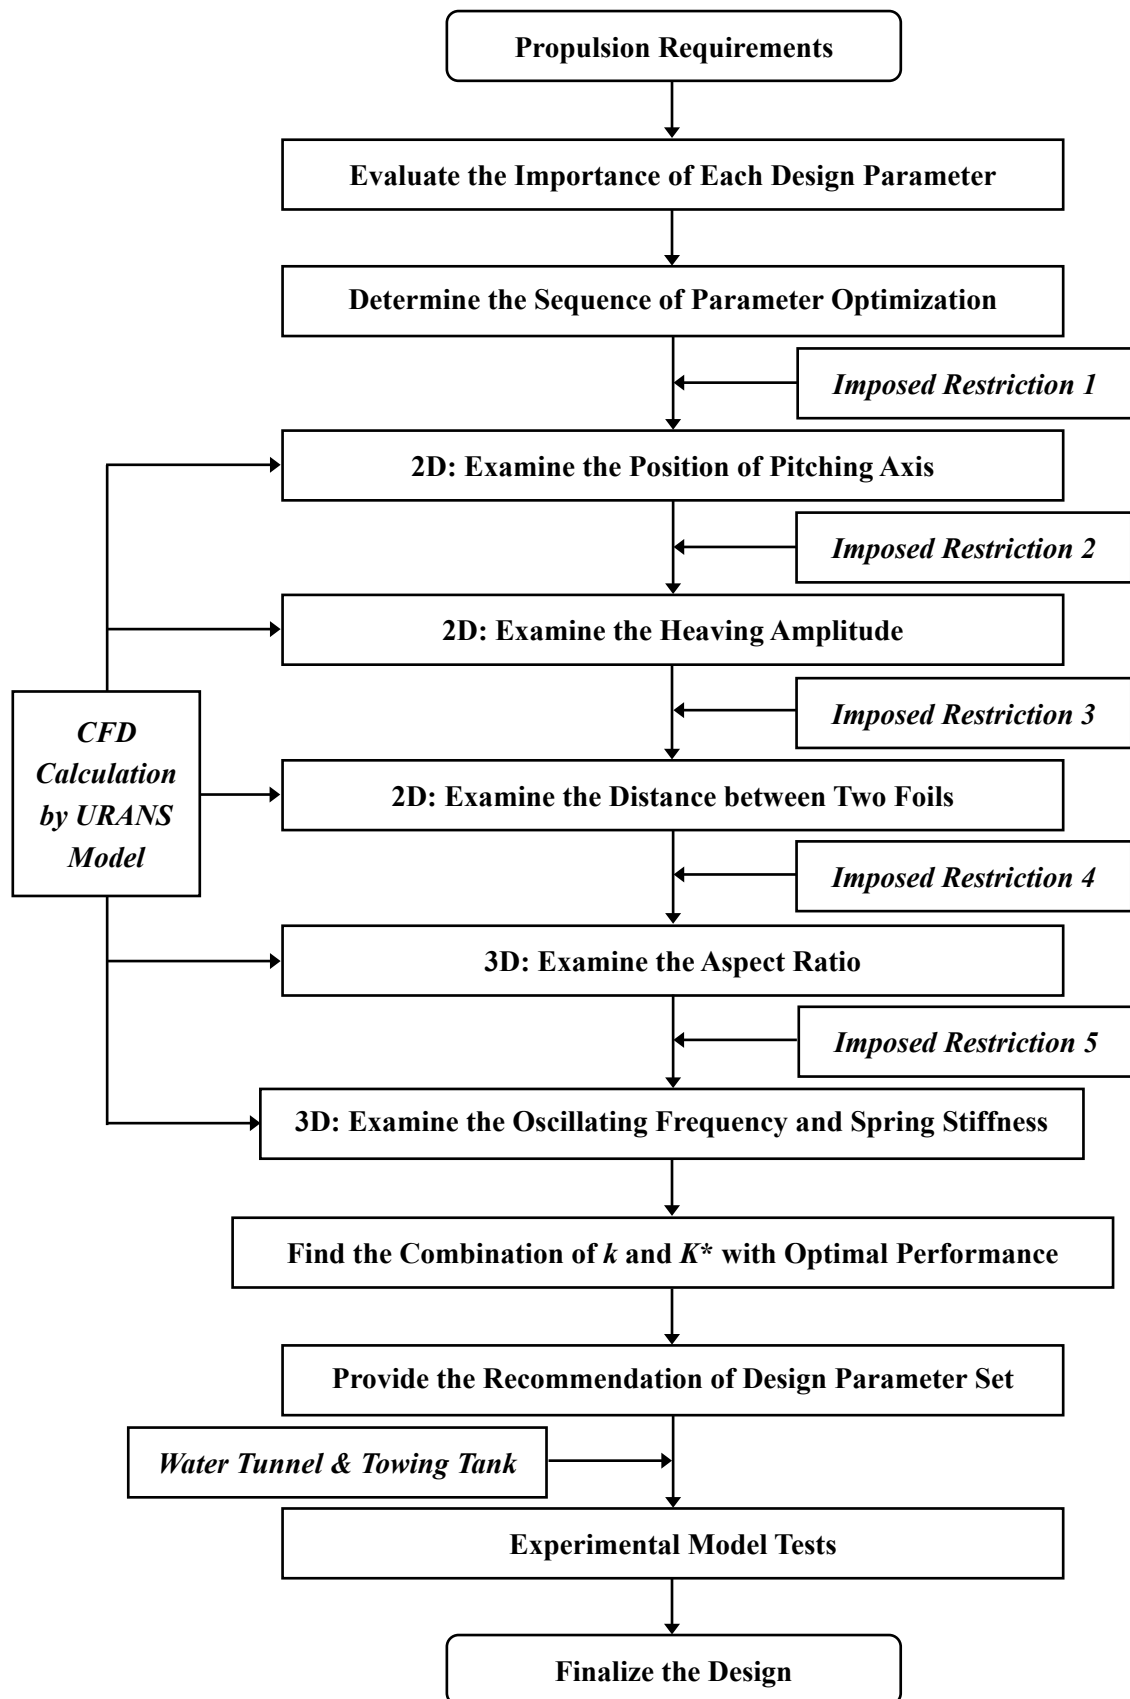 Propulsion Requirements
Evaluate the Importance of Each Design Parameter
Determine the Sequence of Parameter Optimization
Imposed Restriction 1
2D: Examine the Position of Pitching Axis
Imposed Restriction 2
2D: Examine the Heaving Amplitude
Imposed Restriction 3
CFD
Calculation
by URANS
Model
2D: Examine the Distance between Two Foils
Imposed Restriction 4
3D: Examine the Aspect Ratio
Imposed Restriction 5
3D: Examine the Oscillating Frequency and Spring Stiffness
Find the Combination of k and K* with Optimal Performance
Provide the Recommendation of Design Parameter Set
Water Tunnel & Towing Tank
Experimental Model Tests
Finalize the Design